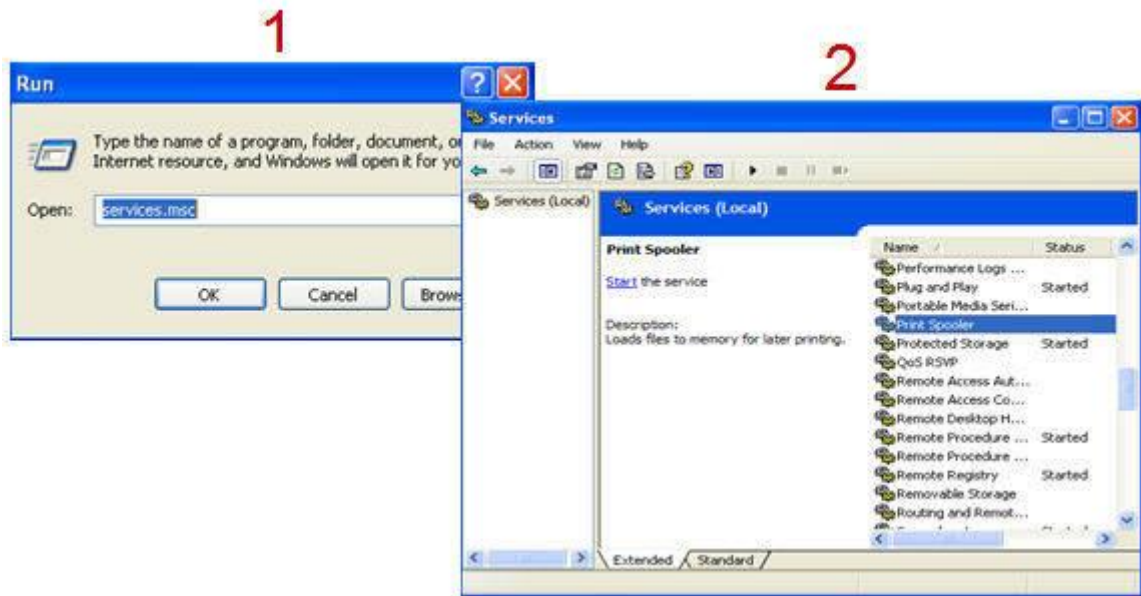 1
Run
Type the name of a program, folder, document, o
Internet resource, and Windows will open it for yo
Open: services.msc
OK Cancel Brows
2
Services
File Action View Help
Services (Local)
Services (Local)
Print Spooler
Start the service
Description:
Loads files to memory for later printing.
Name Status
Performance Logs ...
Plug and Play Started
Portable Media Seri...
Print Spooler
Protected Storage Started
QoS RSVP
Remote Access Aut...
Remote Access Co...
Remote Desktop H...
Remote Procedure ... Started
Remote Procedure ...
Remote Registry Started
Removable Storage
Routing and Remot...
Extended Standard